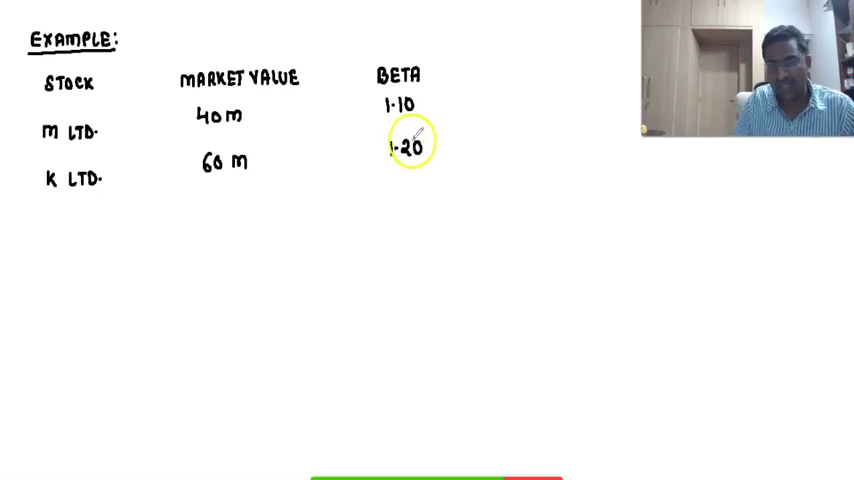 EXAMPLE:
STOCK MARKET VALUE BETA
M LTD. 40 m 1.10
K LTD. 60 m 1.20